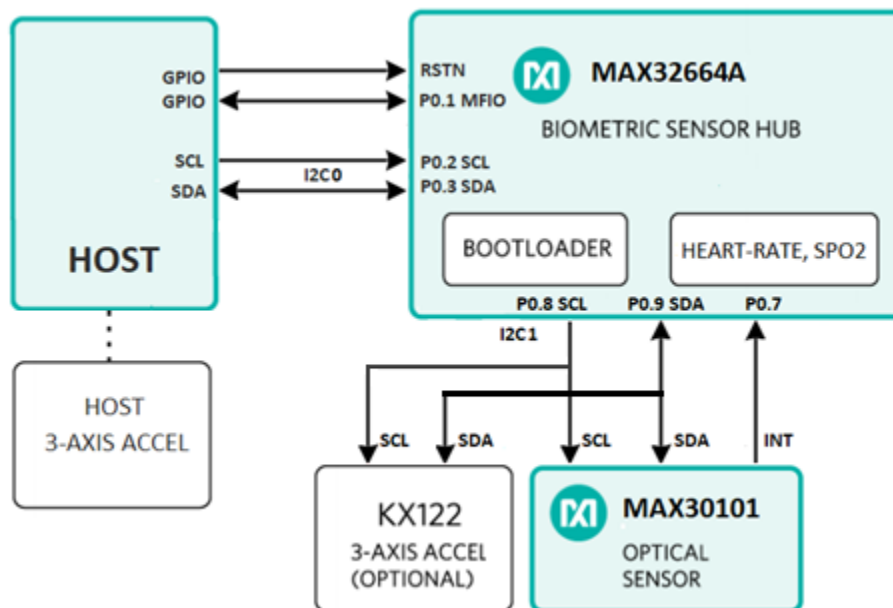 GPIO
GPIO
SCL
SDA
I2C0
HOST
RSTN
P0.1 MFIO
P0.2 SCL
P0.3 SDA
MAX32664A
BIOMETRIC SENSOR HUB
BOOTLOADER
HEART-RATE, SPO2
P0.8 SCL
P0.9 SDA
P0.7
I2C1
HOST
3-AXIS ACCEL
SCL
SDA
SCL
SDA
INT
KX122
3-AXIS ACCEL
(OPTIONAL)
MAX30101
OPTICAL
SENSOR